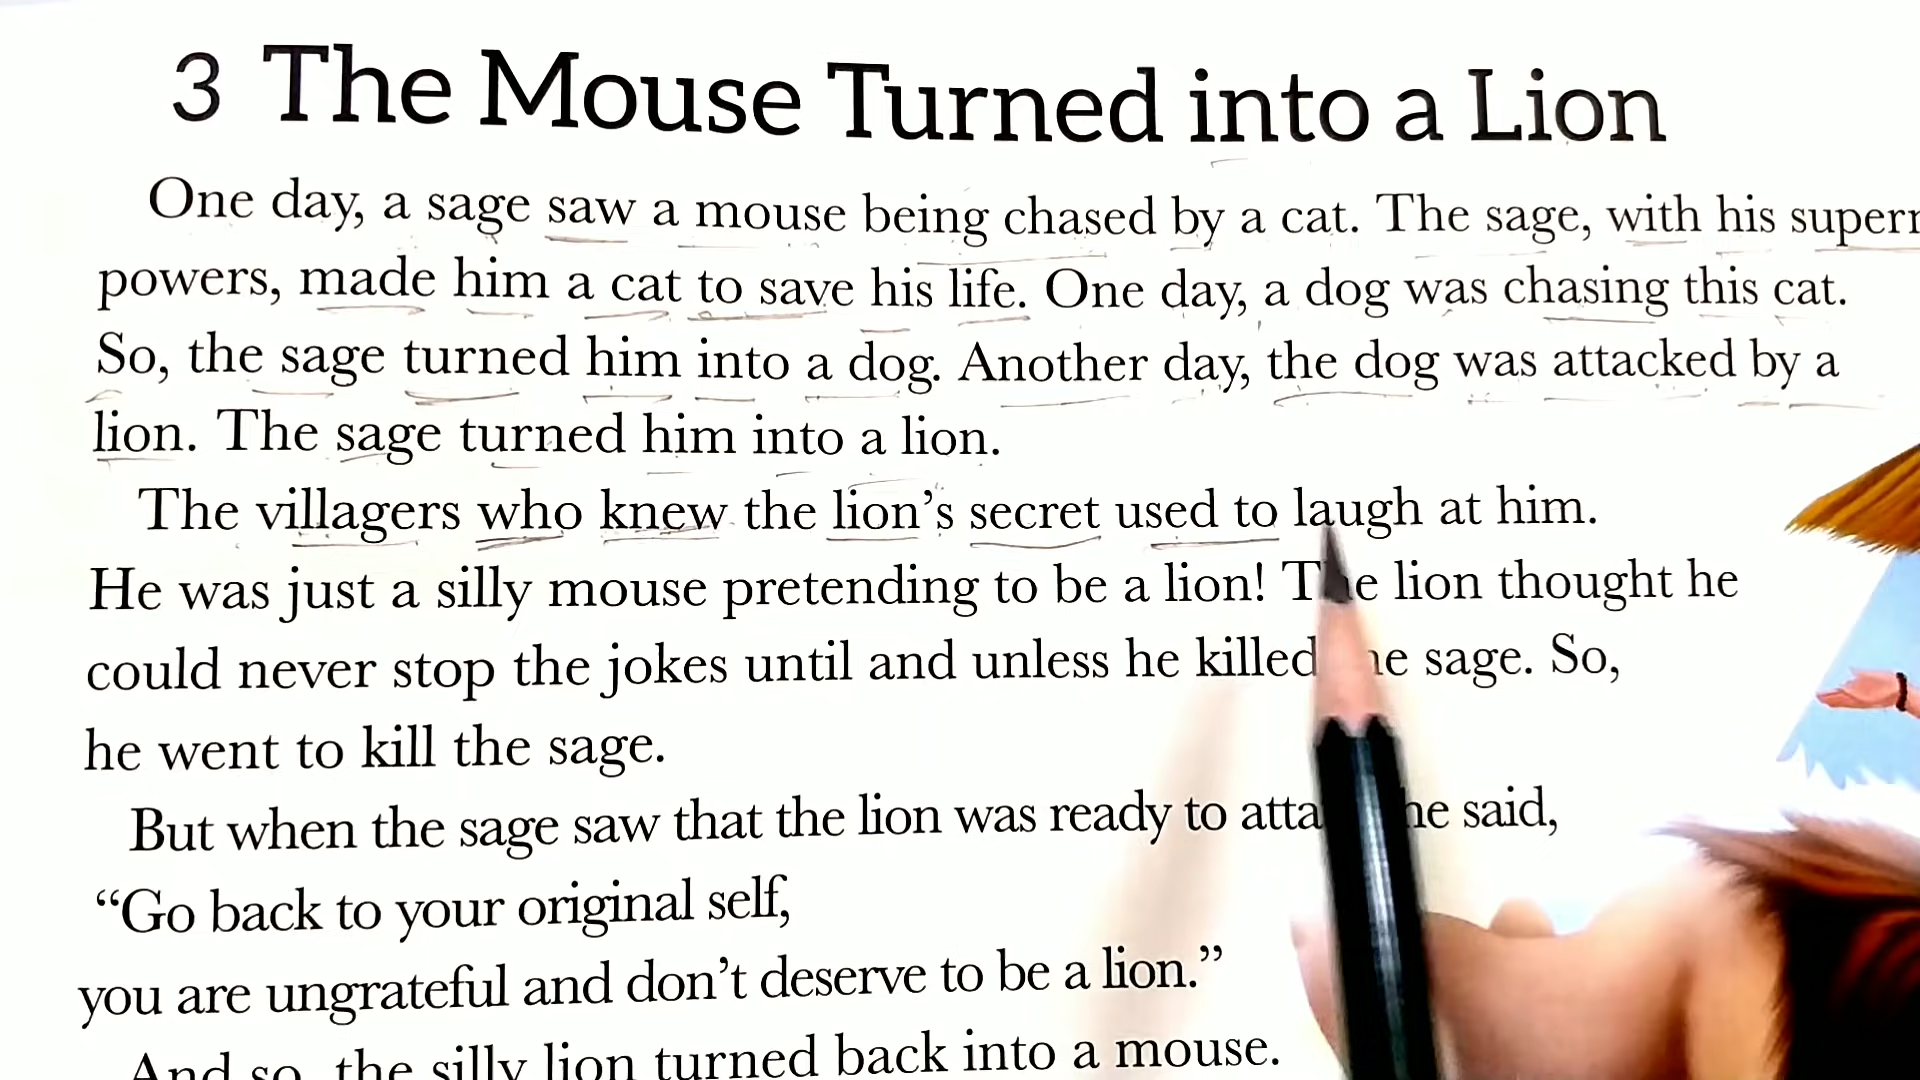 3 The Mouse Turned into a Lion
One day, a sage saw a mouse being chased by a cat. The sage, with his
powers, made him a cat to save his life. One day, a dog was chasing this cat.
So, the sage turned him into a dog. Another day, the dog was attacked by a
lion. The sage turned him into a lion.
The villagers who knew the lion's secret used to laugh at him.
He was just a silly mouse pretending to be a lion! The lion thought he
could never stop the jokes until and unless he killed sage. So,
he went to kill the sage.
But when the sage saw that the lion was ready to he said,
“Go back to your original self,
you are ungrateful and don't deserve to be a lion.”
And so, the silly lion turned back into a mouse.